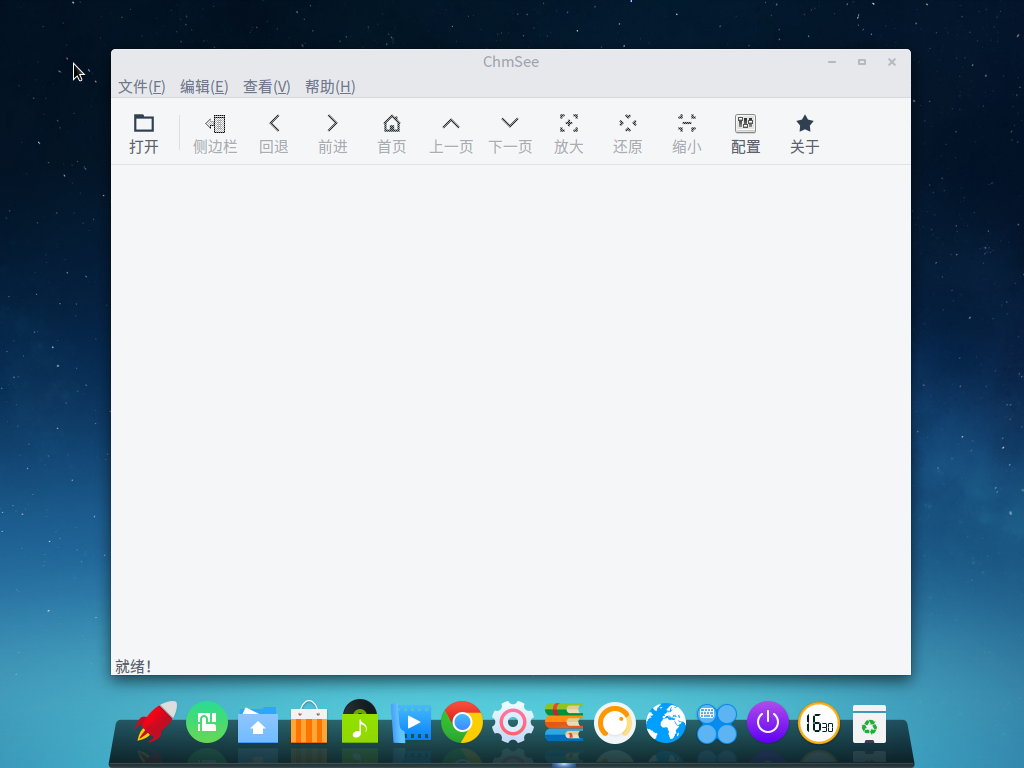 ChmSee
文件(F) 编辑(E) 查看(V) 帮助(H)
打开 侧边栏 回退 前进 首页 上一页 下一页 放大 还原 缩小 配置 关于
就绪!
16 30